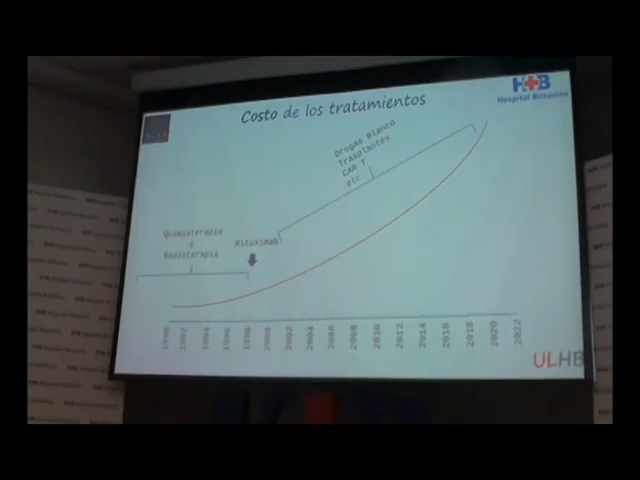 Costo de los tratamientos
H+B
Hospital Británico
Drogas Blanco
Trasplantes
CAR T
etc
Quimioterapia
Radioterapia
Rituximab
1990
1992
1994
1996
1998
2000
2002
2004
2006
2008
2010
2012
2014
2016
2018
2020
2022
ULHB